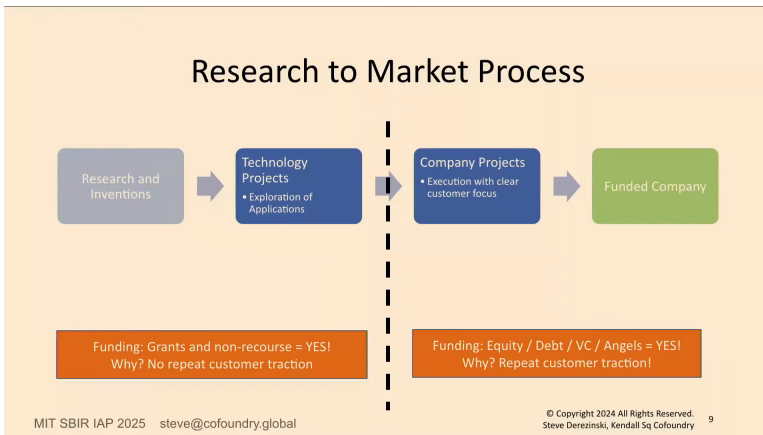 Research to Market Process
Research and
Inventions
Technology
Projects
• Exploration of
Applications
Company Projects
• Execution with clear
customer focus
Funded Company
Funding: Grants and non-recourse = YES!
Why? No repeat customer traction
Funding: Equity / Debt / VC / Angels = YES!
Why? Repeat customer traction!
MIT SBIR IAP 2025 steve@cofoundry.global
© Copyright 2024 All Rights Reserved.
Steve Derezinski, Kendall Sq Cofoundry
9